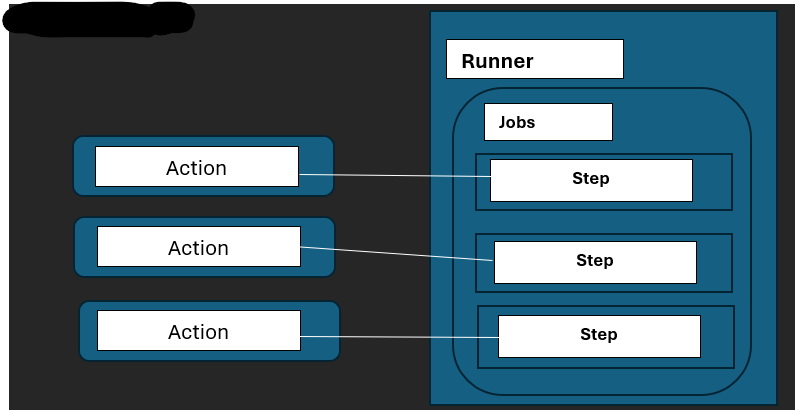 Runner
Jobs
Action
Step
Action
Step
Action
Step